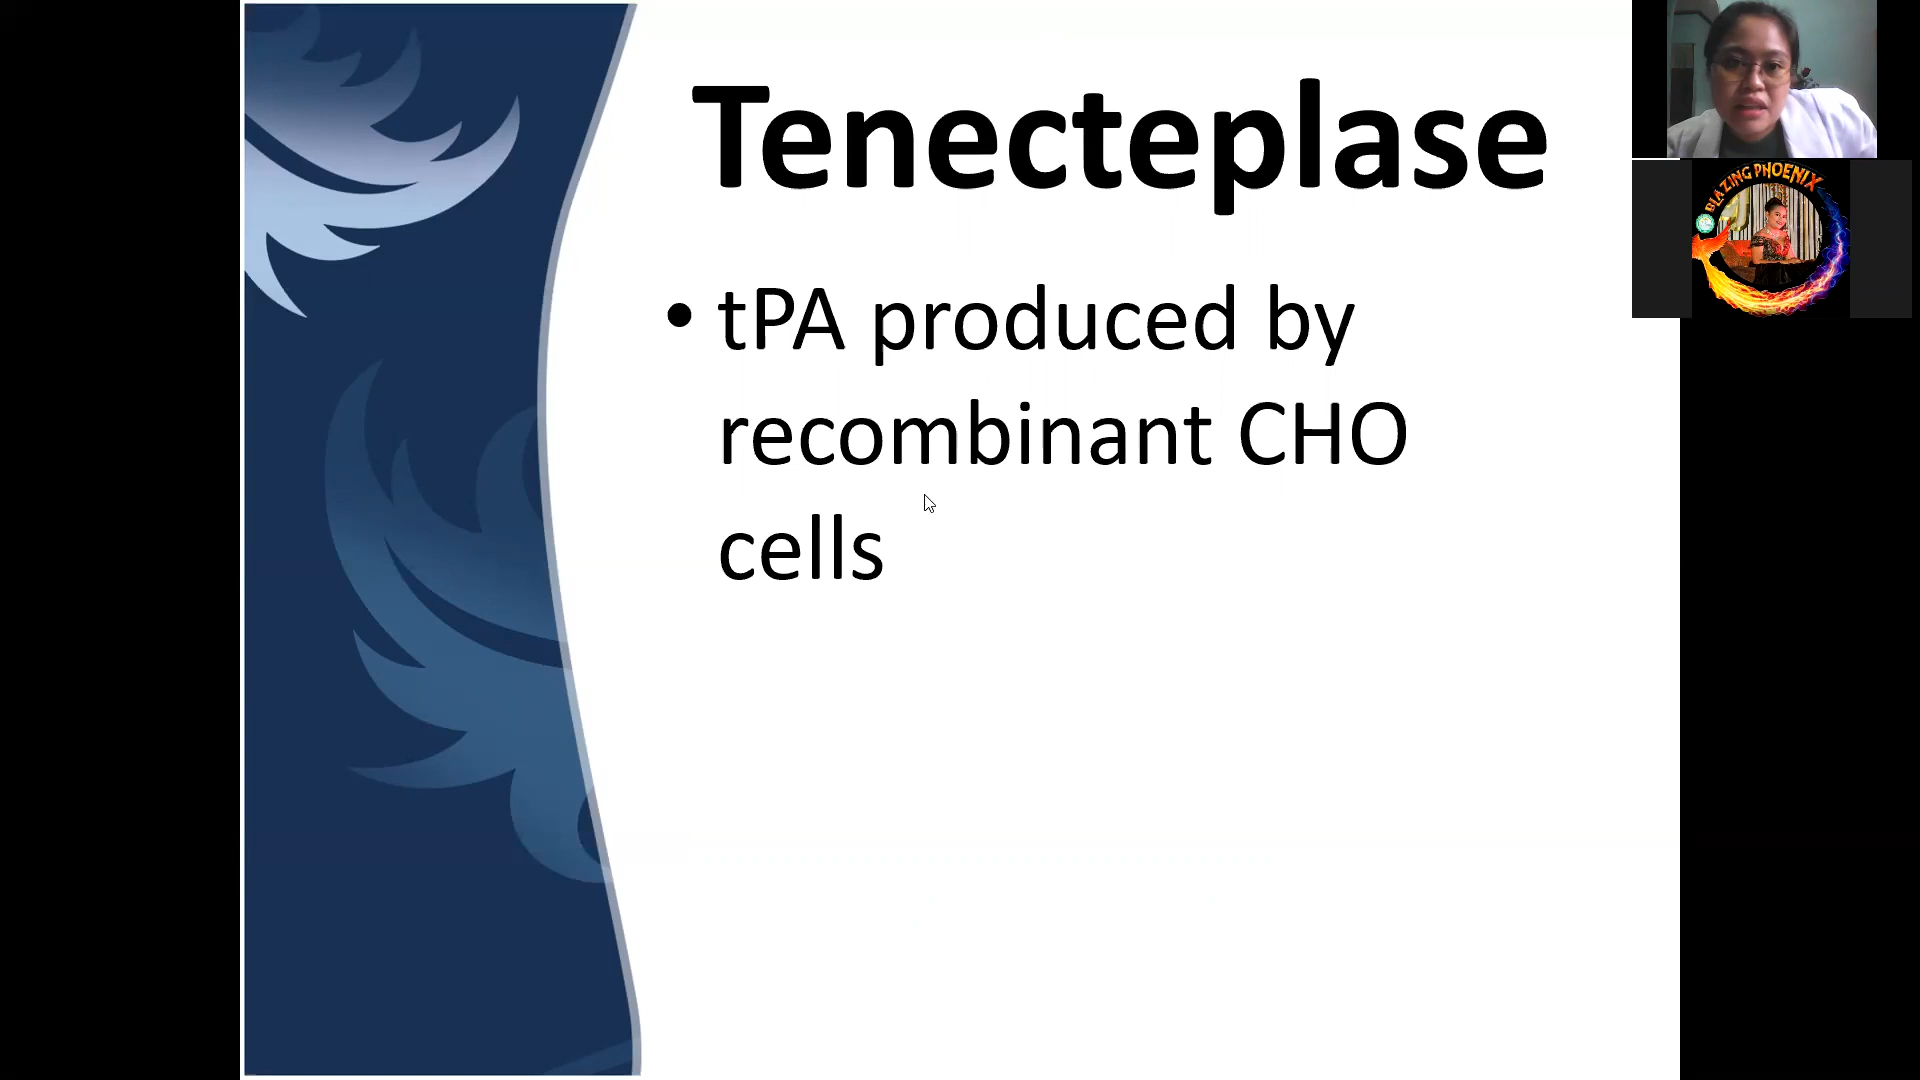 Tenecteplase
• tPA produced by
recombinant CHO
cells
BLAZING PHOENIX